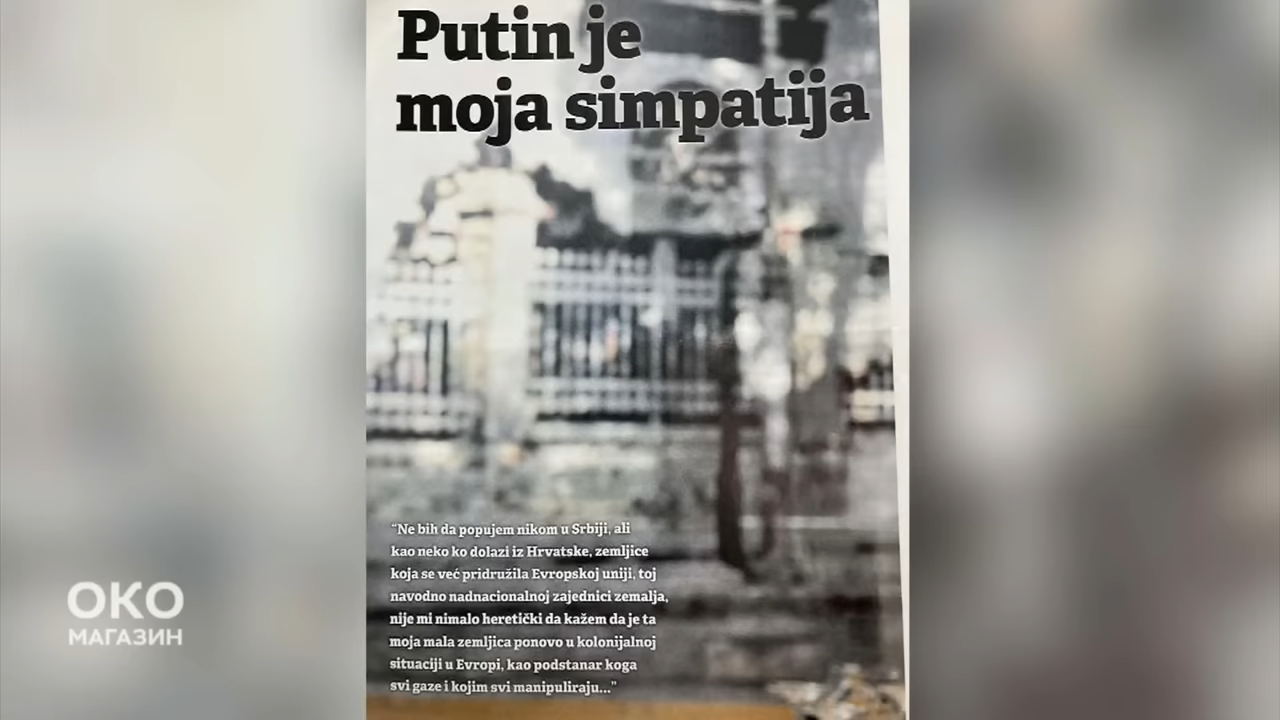 Putin je
moja simpatija
"Ne bih da popujem nikom u Srbiji, ali
kao neko ko dolazi iz Hrvatske, zemljice
koja se već pridružila Evropskoj uniji, toj
navodno nadnacionalnoj zajednici zemalja,
nije mi nimalo heretički da kažem da je ta
moja mala zemljica ponovo u kolonijalnoj
situaciji u Evropi, kao podstanar koga
svi gaze i kojim svi manipuliraju..."
ОКО
МАГАЗИН